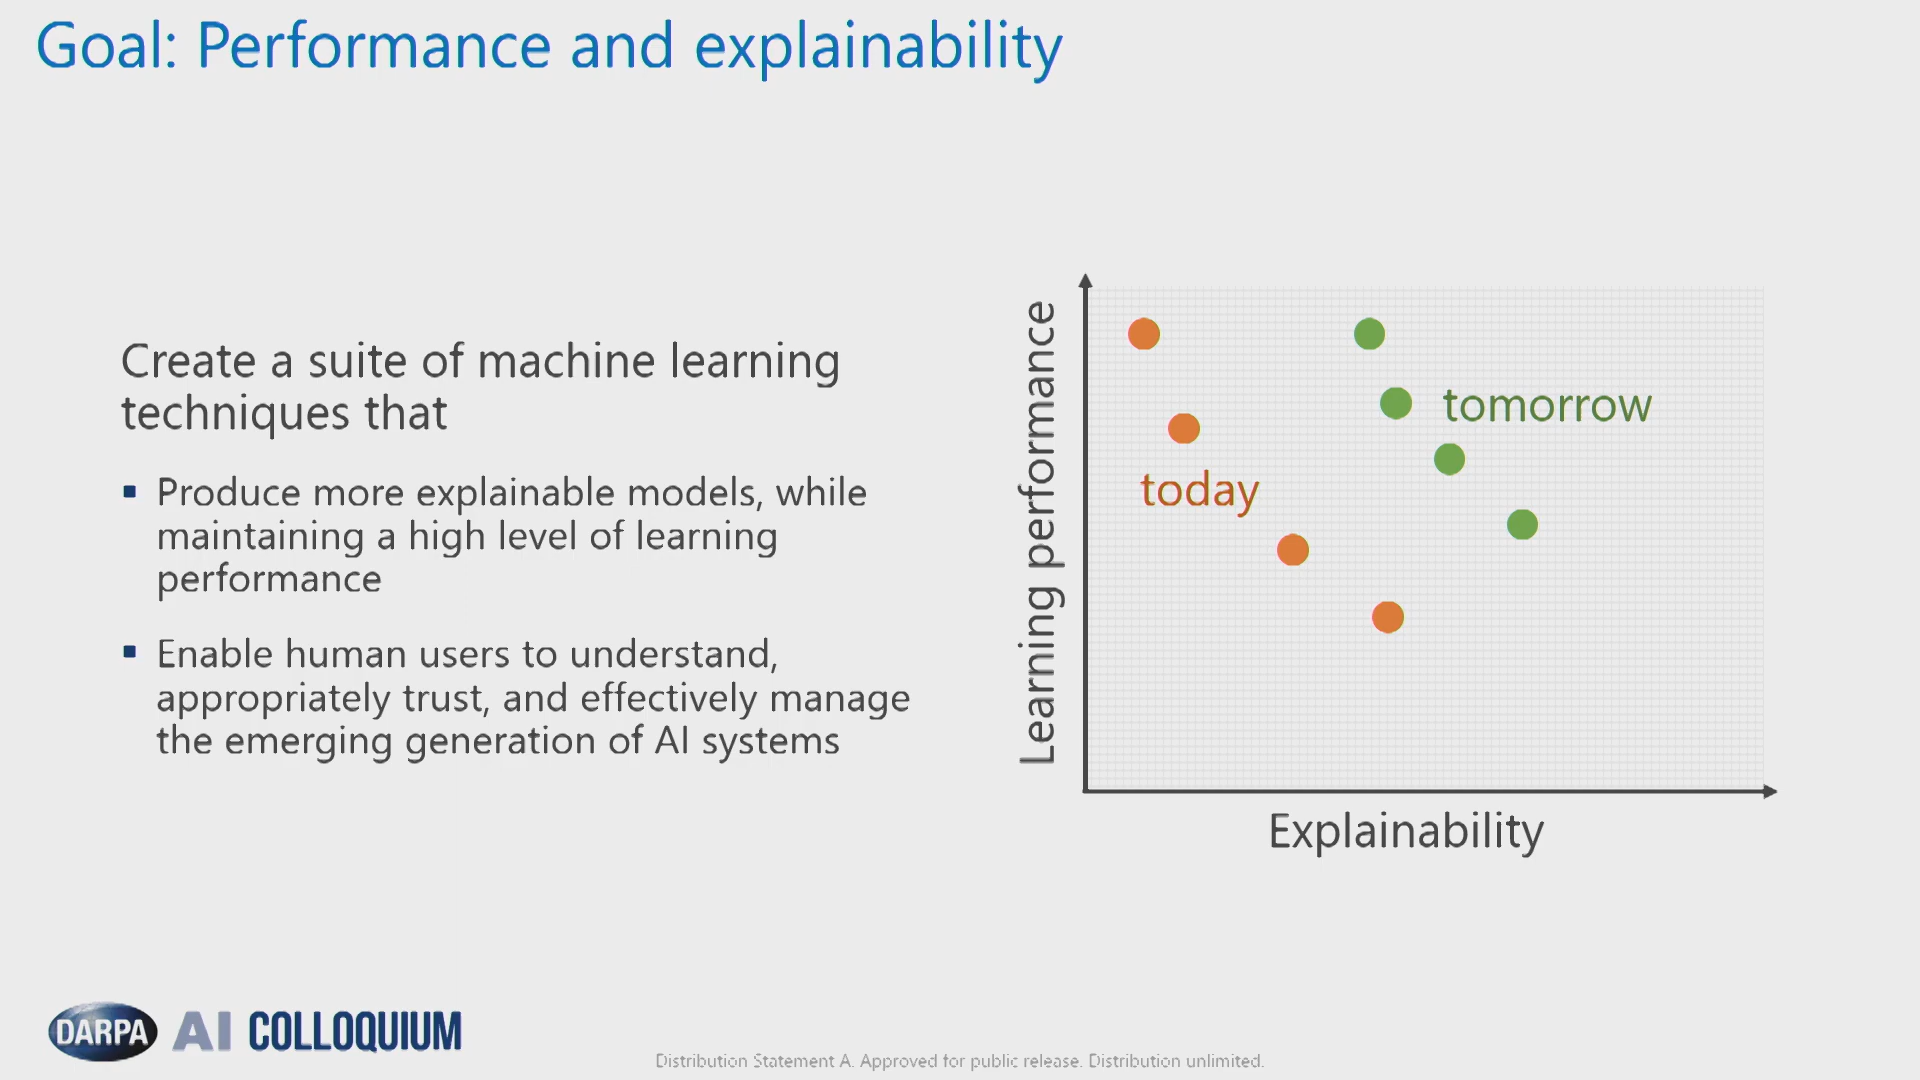 Goal: Performance and explainability
Create a suite of machine learning
techniques that
▪ Produce more explainable models, while
maintaining a high level of learning
performance
▪ Enable human users to understand,
appropriately trust, and effectively manage
the emerging generation of AI systems
Learning performance
tomorrow
today
Explainability
DARPA AI COLLOQUIUM
Distribution Statement A. Approved for public release. Distribution unlimited.